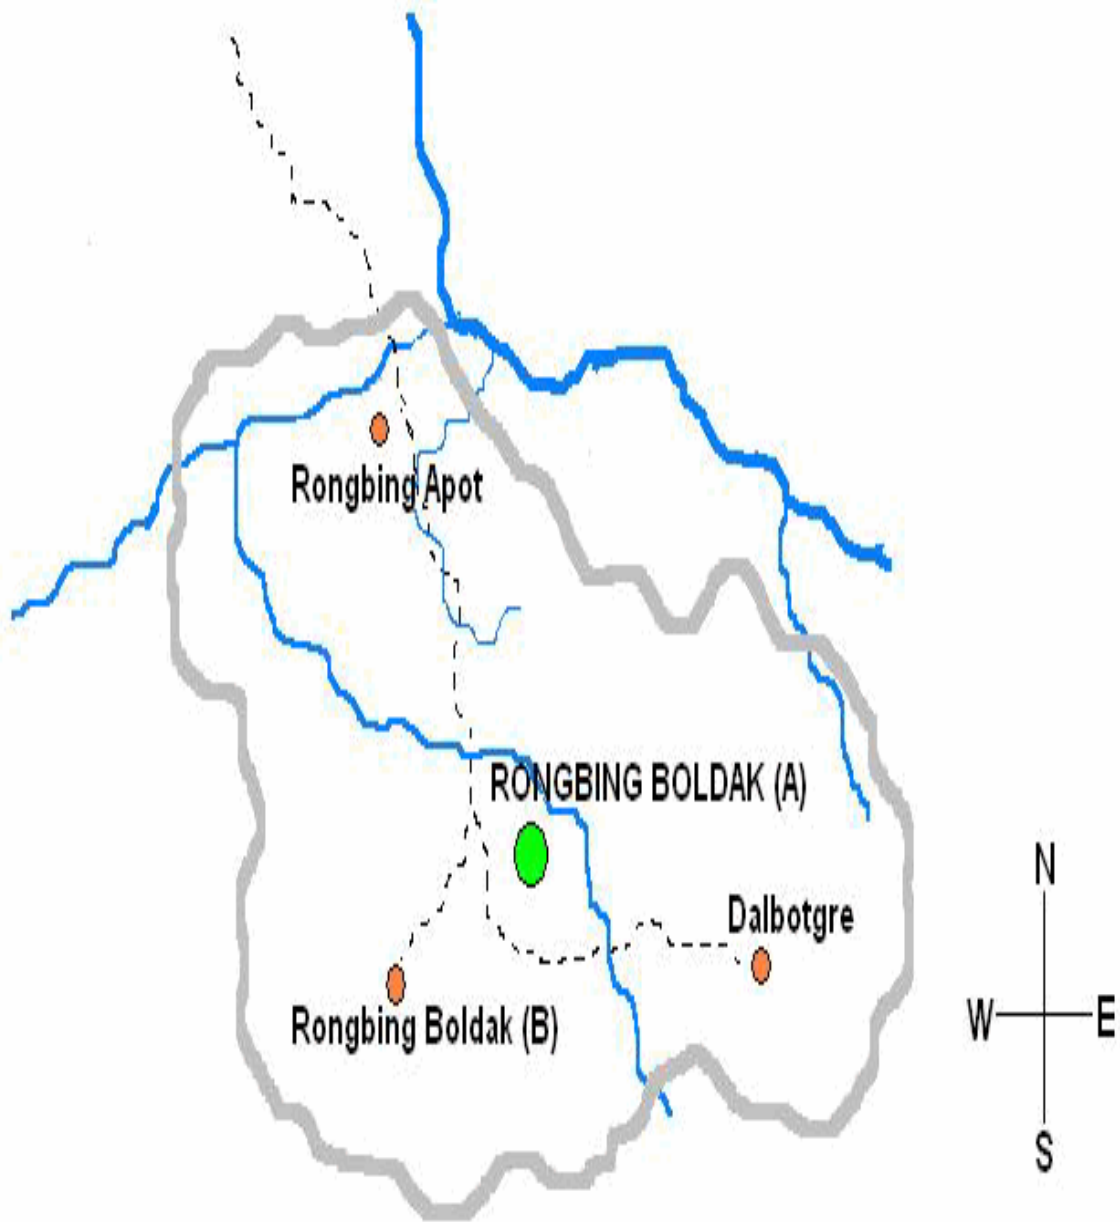 Rongbing Apot
RONGBING BOLDAK (A)
Dalbotgre
Rongbing Boldak (B)
N
W
E
S